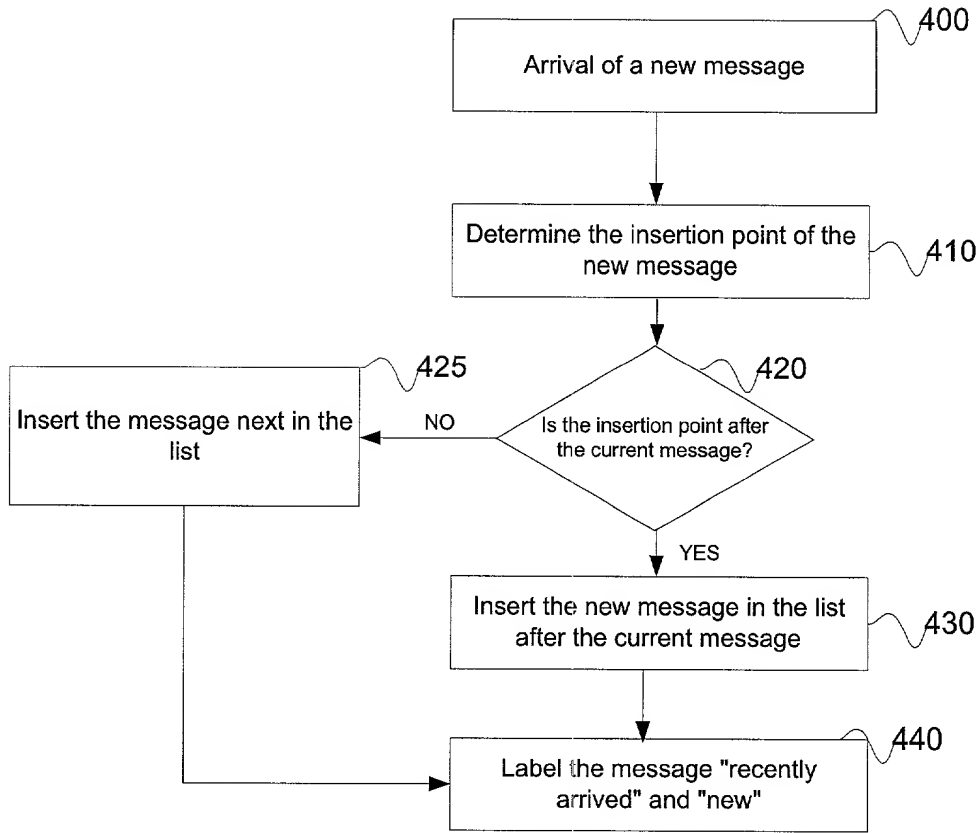 400
Arrival of a new message
Determine the insertion point of the
new message
410
420
Is the insertion point after
the current message?
425
Insert the message next in the
list
NO
YES
Insert the new message in the list
after the current message
430
440
Label the message "recently
arrived" and "new"